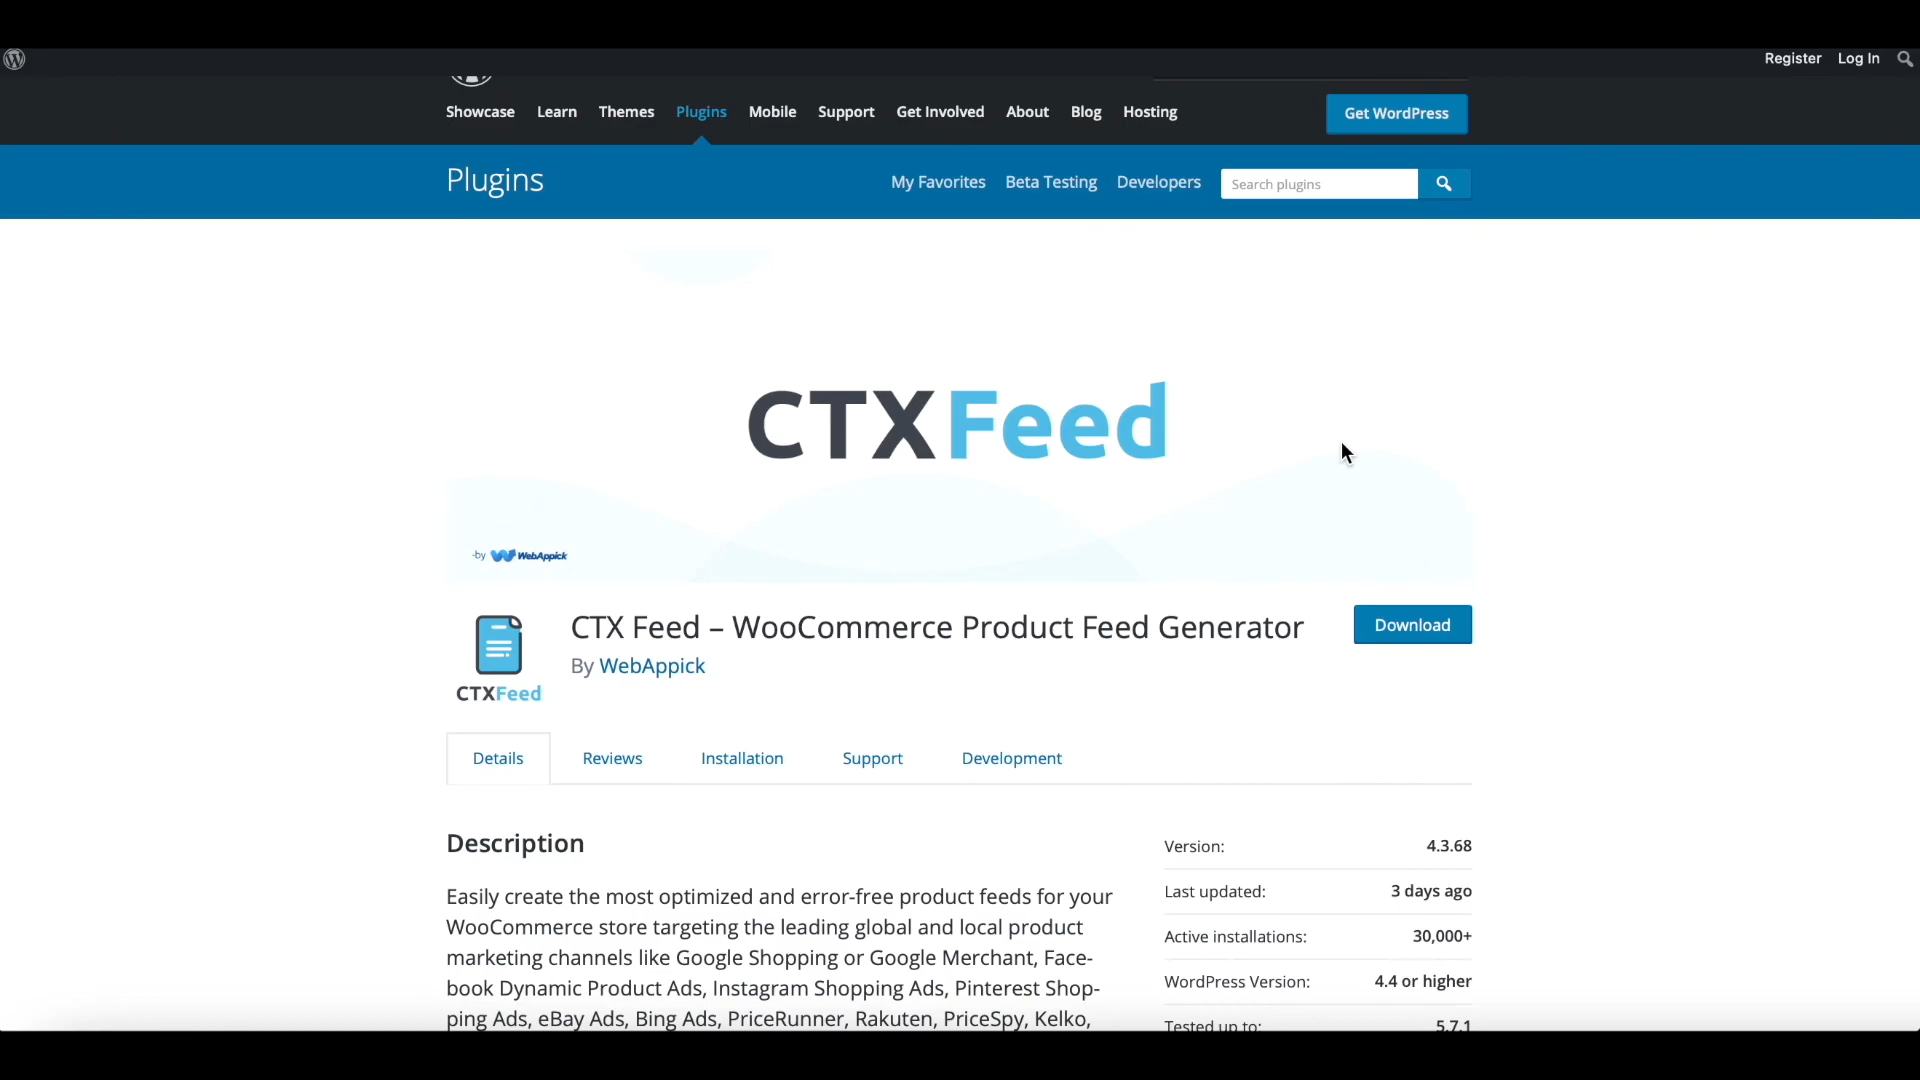 Register Log In
Showcase Learn Themes Plugins Mobile Support Get Involved About Blog Hosting
Get WordPress
Plugins
My Favorites Beta Testing Developers
Search plugins
CTXFeed
-by WebAppick
CTXFeed
CTX Feed – WooCommerce Product Feed Generator
By WebAppick
Download
Details Reviews Installation Support Development
Description
Easily create the most optimized and error-free product feeds for your
WooCommerce store targeting the leading global and local product
marketing channels like Google Shopping or Google Merchant, Face-
book Dynamic Product Ads, Instagram Shopping Ads, Pinterest Shop-
ping Ads, eBay Ads, Bing Ads, PriceRunner, Rakuten, PriceSpy, Kelko,
Version: 4.3.68
Last updated: 3 days ago
Active installations: 30,000+
WordPress Version: 4.4 or higher
Tested up to: 5.7.1